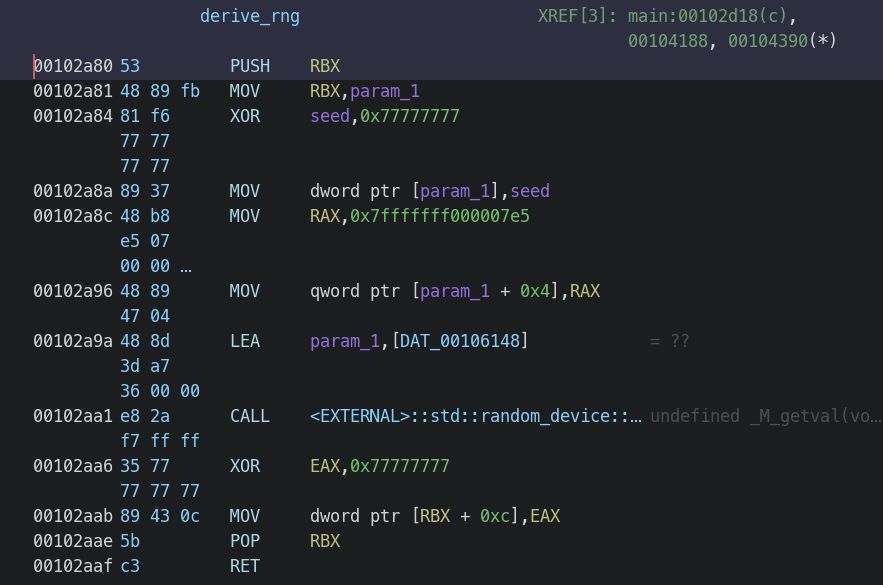 derive_rng XREF[3]: main:00102d18(c),
00104188, 00104390(*)
00102a80 53 PUSH RBX
00102a81 48 89 fb MOV RBX,param_1
00102a84 81 f6 XOR seed,0x77777777
77 77
77 77
00102a8a 89 37 MOV dword ptr [param_1],seed
00102a8c 48 b8 MOV RAX,0x7fffffff000007e5
e5 07
00 00 …
00102a96 48 89 MOV qword ptr [param_1 + 0x4],RAX
47 04
00102a9a 48 8d LEA param_1,[DAT_00106148] = ??
3d a7
36 00 00
00102aa1 e8 2a CALL <EXTERNAL>::std::random_device::… undefined _M_getval(vo…
f7 ff ff
00102aa6 35 77 XOR EAX,0x77777777
77 77 77
00102aab 89 43 0c MOV dword ptr [RBX + 0xc],EAX
00102aae 5b POP RBX
00102aaf c3 RET